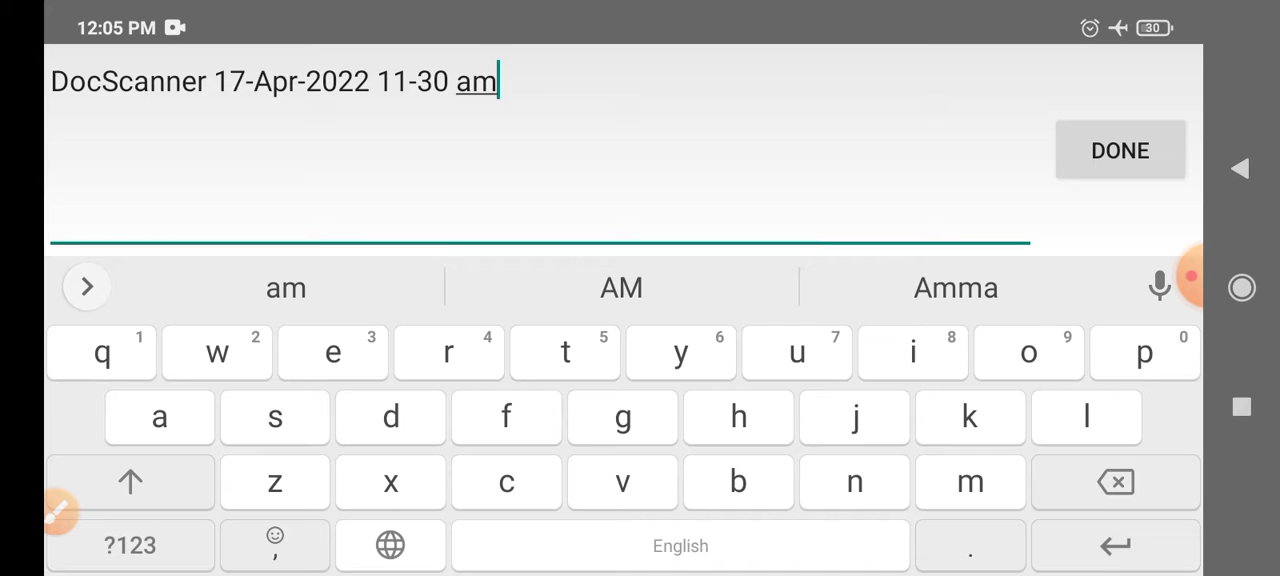 12:05 PM
30
DocScanner 17-Apr-2022 11-30 am
DONE
am AM Amma
q 1 w 2 e 3 r 4 t 5 y 6 u 7 i 8 o 9 p 0
a s d f g h j k l
z x c v b n m
?123 , English .